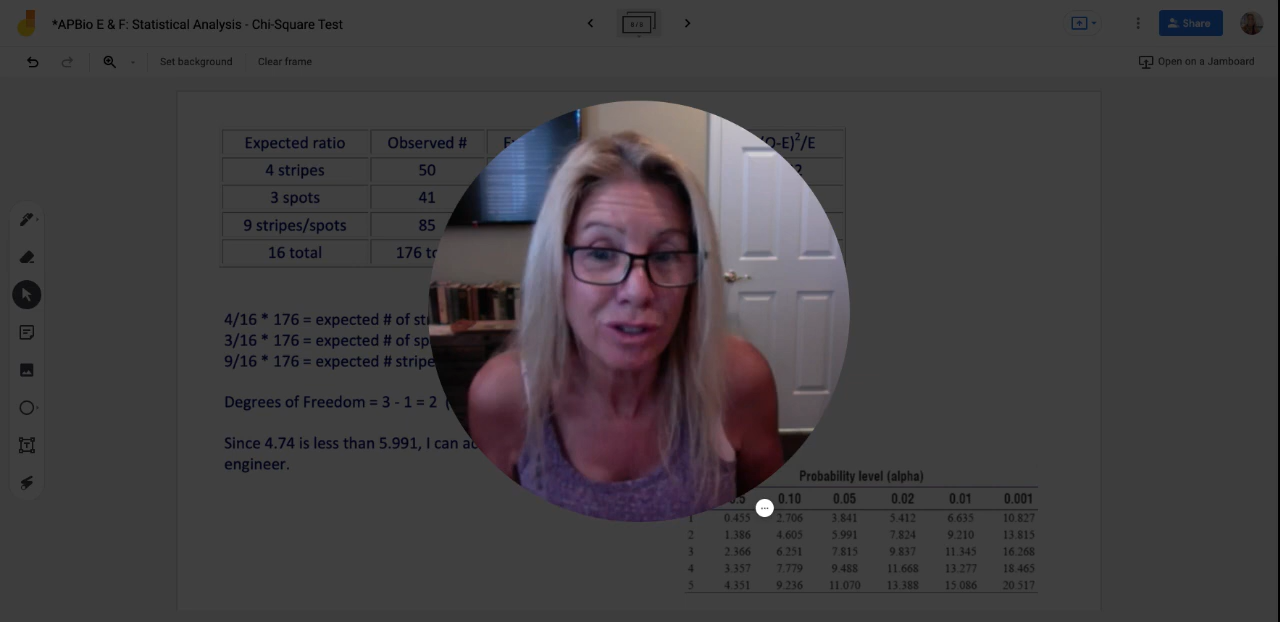 *APBio E & F: Statistical Analysis - Chi-Square Test
Share
Set background
Clear frame
Open on a Jamboard
Expected ratio
Observed #
-E)²/E
4 stripes
50
2
3 spots
41
9 stripes/spots
85
16 total
176
4/16 * 176 = expected # of
3/16 * 176 = expected # of
9/16 * 176 = expected # stripe
Degrees of Freedom = 3 - 1 = 2
Since 4.74 is less than 5.991, I can
engineer.
Probability level (alpha)
0.10 0.05 0.02 0.01 0.001
1 0.455 2.706 3.841 5.412 6.635 10.827
2 1.386 4.605 5.991 7.824 9.210 13.815
3 2.366 6.251 7.815 9.837 11.345 16.268
4 3.357 7.779 9.488 11.668 13.277 18.465
5 4.351 9.236 11.070 13.388 15.086 20.517